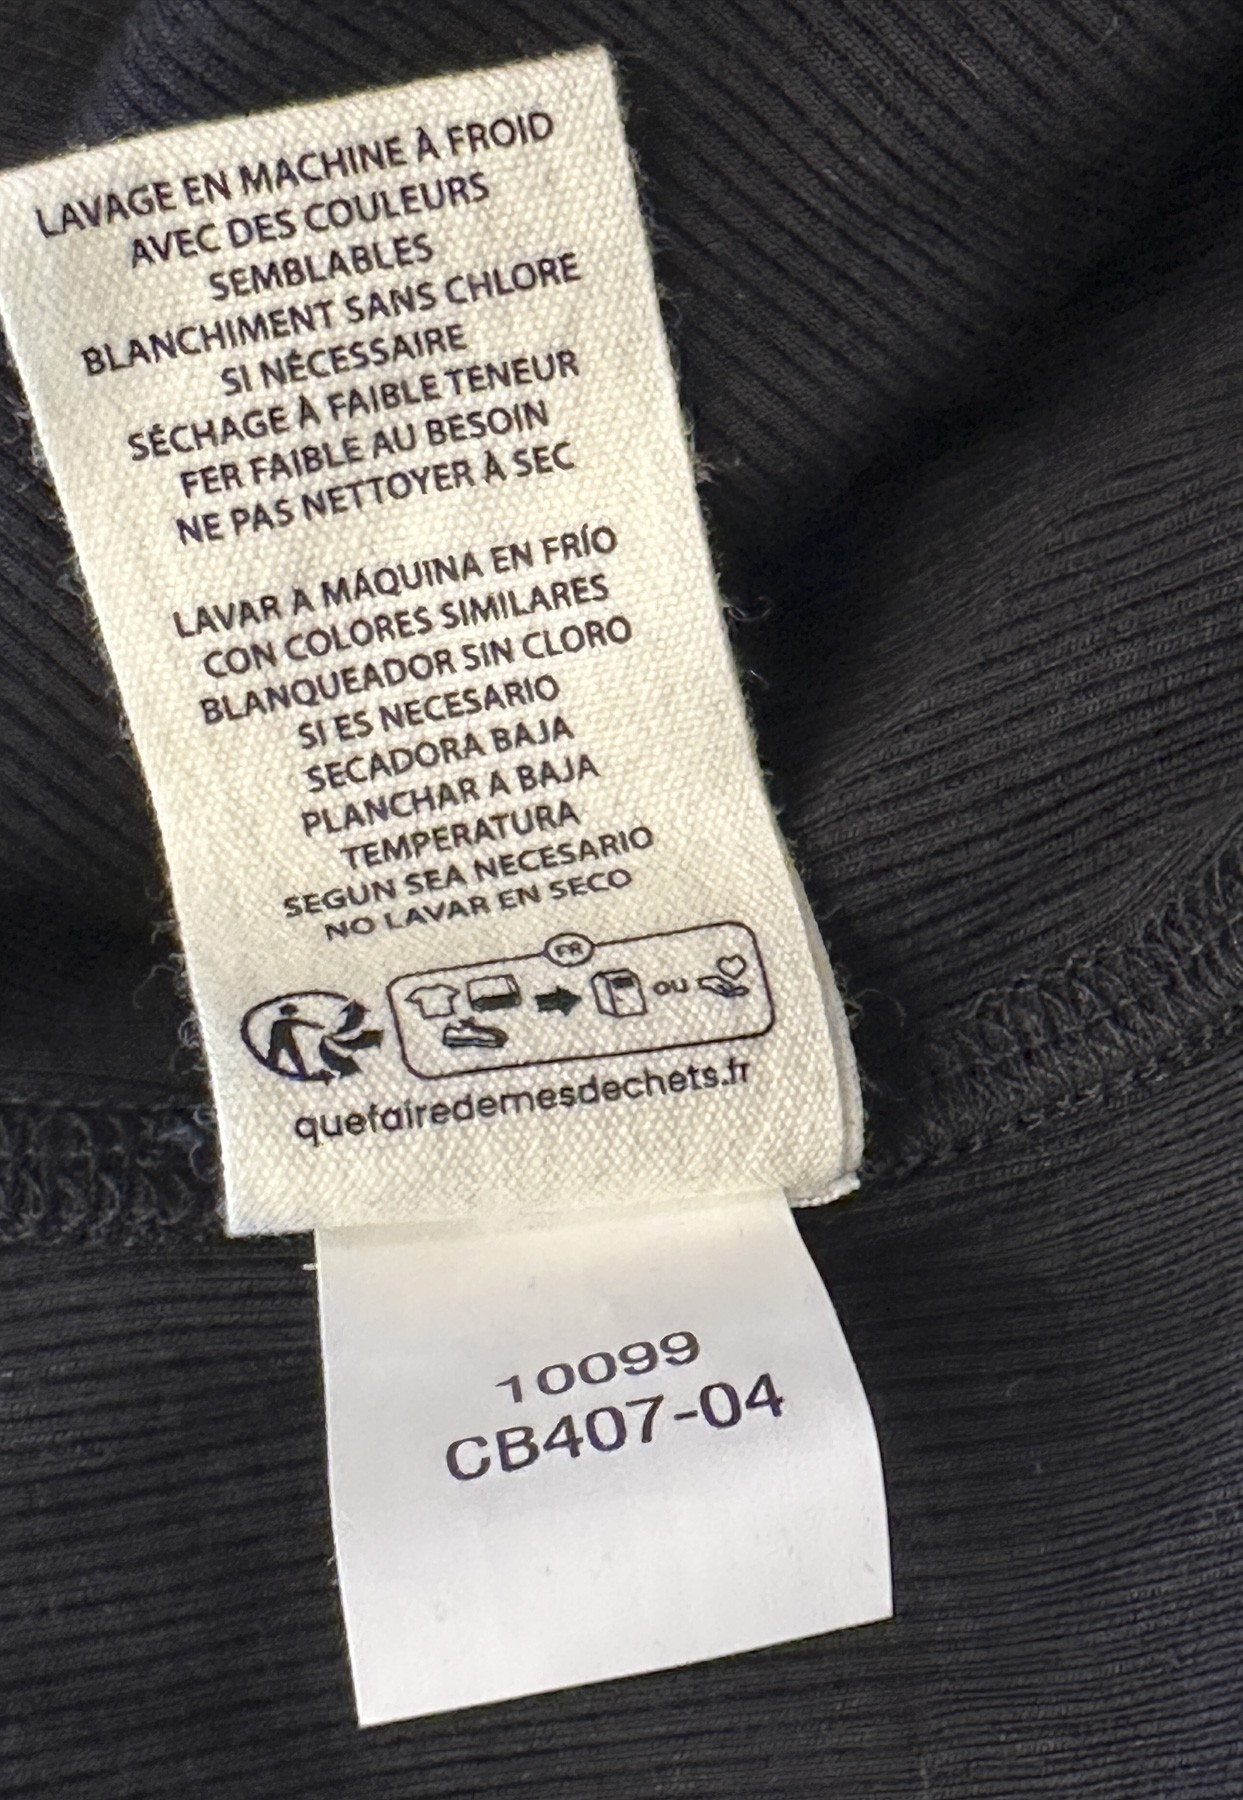 LAVAGE EN MACHINE À FROID
AVEC DES COULEURS
SEMBLABLES
BLANCHIMENT SANS CHLORE
SI NÉCESSAIRE
SÉCHAGE À FAIBLE TENEUR
FER FAIBLE AU BESOIN
NE PAS NETTOYER À SEC
LAVAR A MÁQUINA EN FRÍO
CON COLORES SIMILARES
BLANQUEADOR SIN CLORO
SI ES NECESARIO
SECADORA BAJA
PLANCHAR A BAJA
TEMPERATURA
SEGUN SEA NECESARIO
NO LAVAR EN SECO
FR
OU
quefairedemesdechets.fr
10099
CB407-04